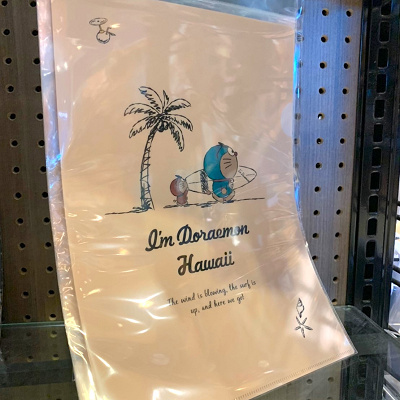 I'm Doraemon
Hawaii
The wind is blowing, the surf is
up, and here we go!